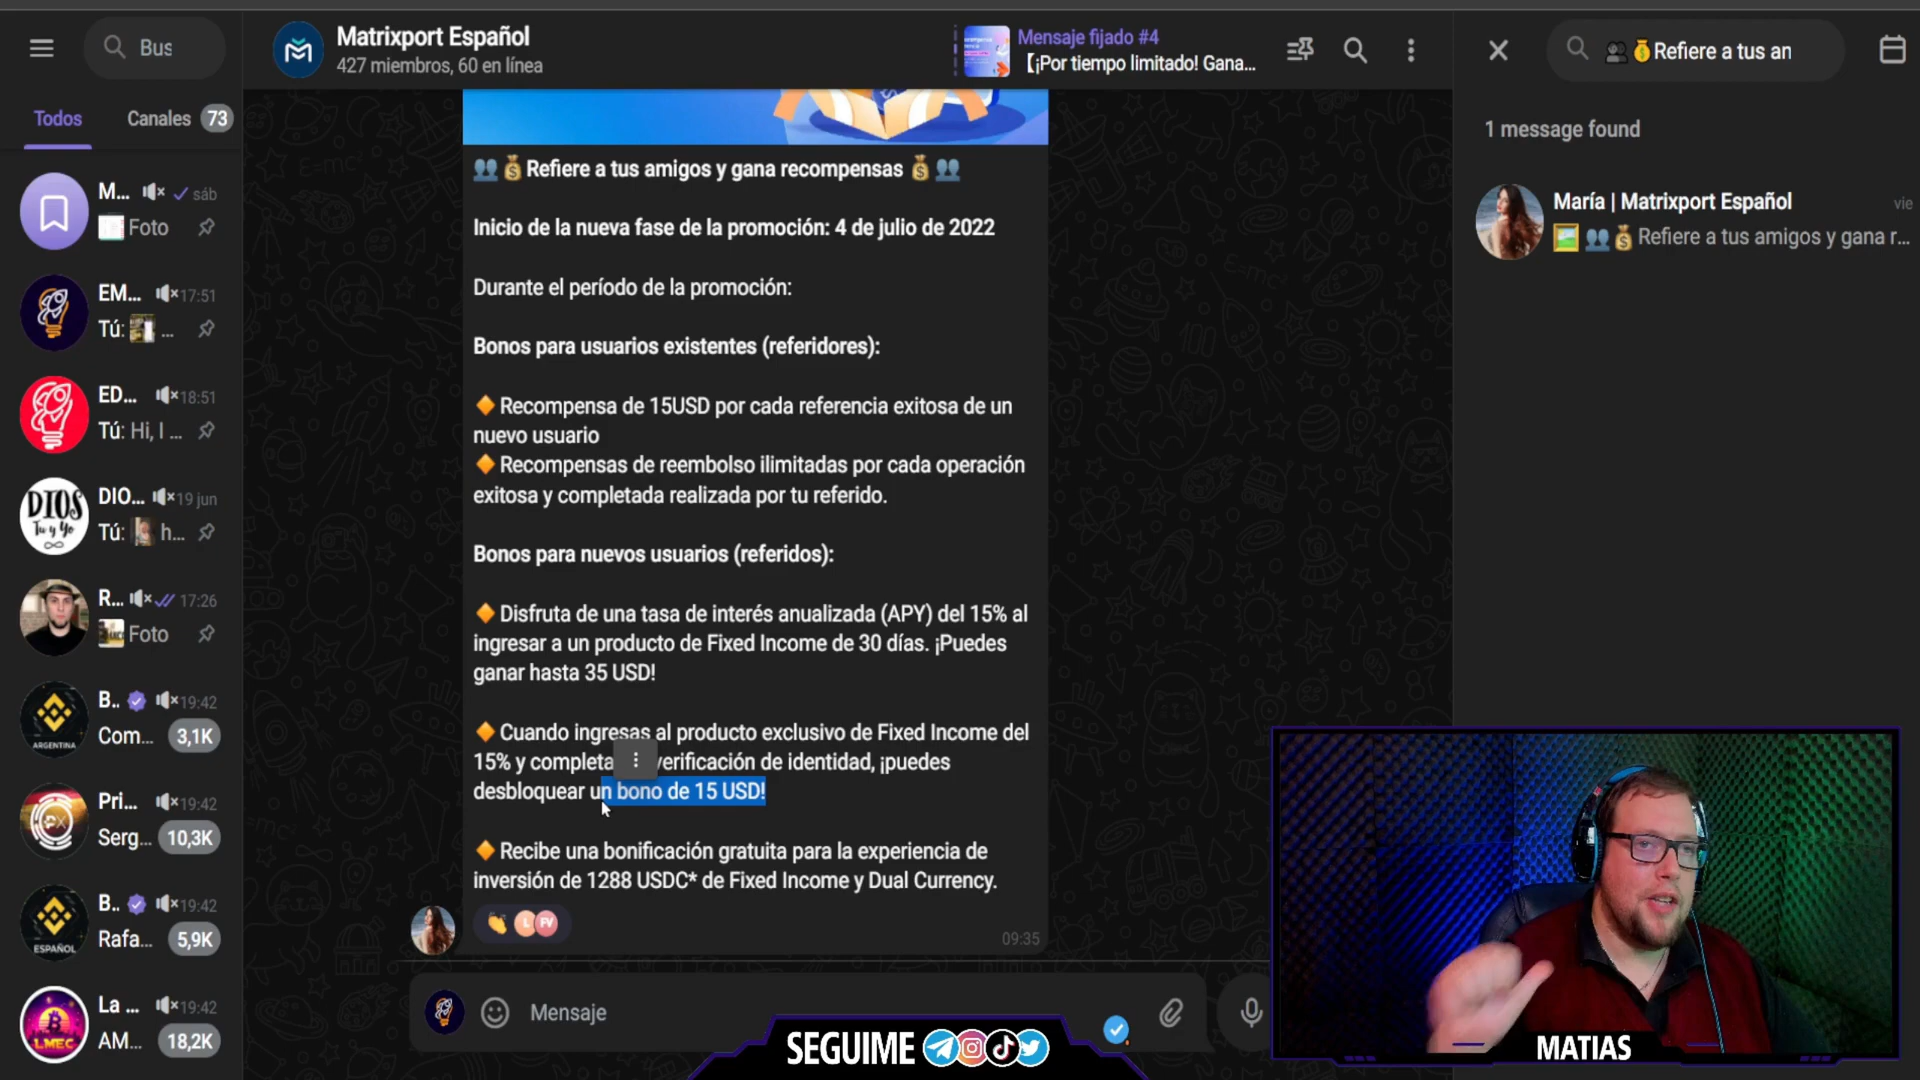 Bus
Todos
Canales 73
M... sáb
Foto
EM... 17:51
Tú: ...
ED... 18:51
Tú: Hi, I ...
DIOS
Tu y Yo
DIO... 19 jun
Tú: h...
R... 17:26
Foto
ARGENTINA
B.. 19:42
Com... 3,1K
Pri... 19:42
Serg... 10,3K
ESPAÑOL
B.. 19:42
Rafa... 5,9K
LMEC
La ... 19:42
AM... 18,2K
Matrixport Español
427 miembros, 60 en línea
Mensaje fijado #4
【¡Por tiempo limitado! Gana...
👥💰Refiere a tus amigos y gana recompensas 💰👥
Inicio de la nueva fase de la promoción: 4 de julio de 2022
Durante el período de la promoción:
Bonos para usuarios existentes (referidores):
🔶 Recompensa de 15USD por cada referencia exitosa de un
nuevo usuario
🔶 Recompensas de reembolso ilimitadas por cada operación
exitosa y completada realizada por tu referido.
Bonos para nuevos usuarios (referidos):
🔶 Disfruta de una tasa de interés anualizada (APY) del 15% al
ingresar a un producto de Fixed Income de 30 días. ¡Puedes
ganar hasta 35 USD!
🔶 Cuando ingresas al producto exclusivo de Fixed Income del
15% y completa verificación de identidad, ¡puedes
desbloquear un bono de 15 USD!
🔶 Recibe una bonificación gratuita para la experiencia de
inversión de 1288 USDC* de Fixed Income y Dual Currency.
👏 L FV
09:35
Mensaje
👥💰Refiere a tus an
1 message found
María | Matrixport Español vie
🖼👥💰Refiere a tus amigos y gana r...
SEGUIME
MATIAS